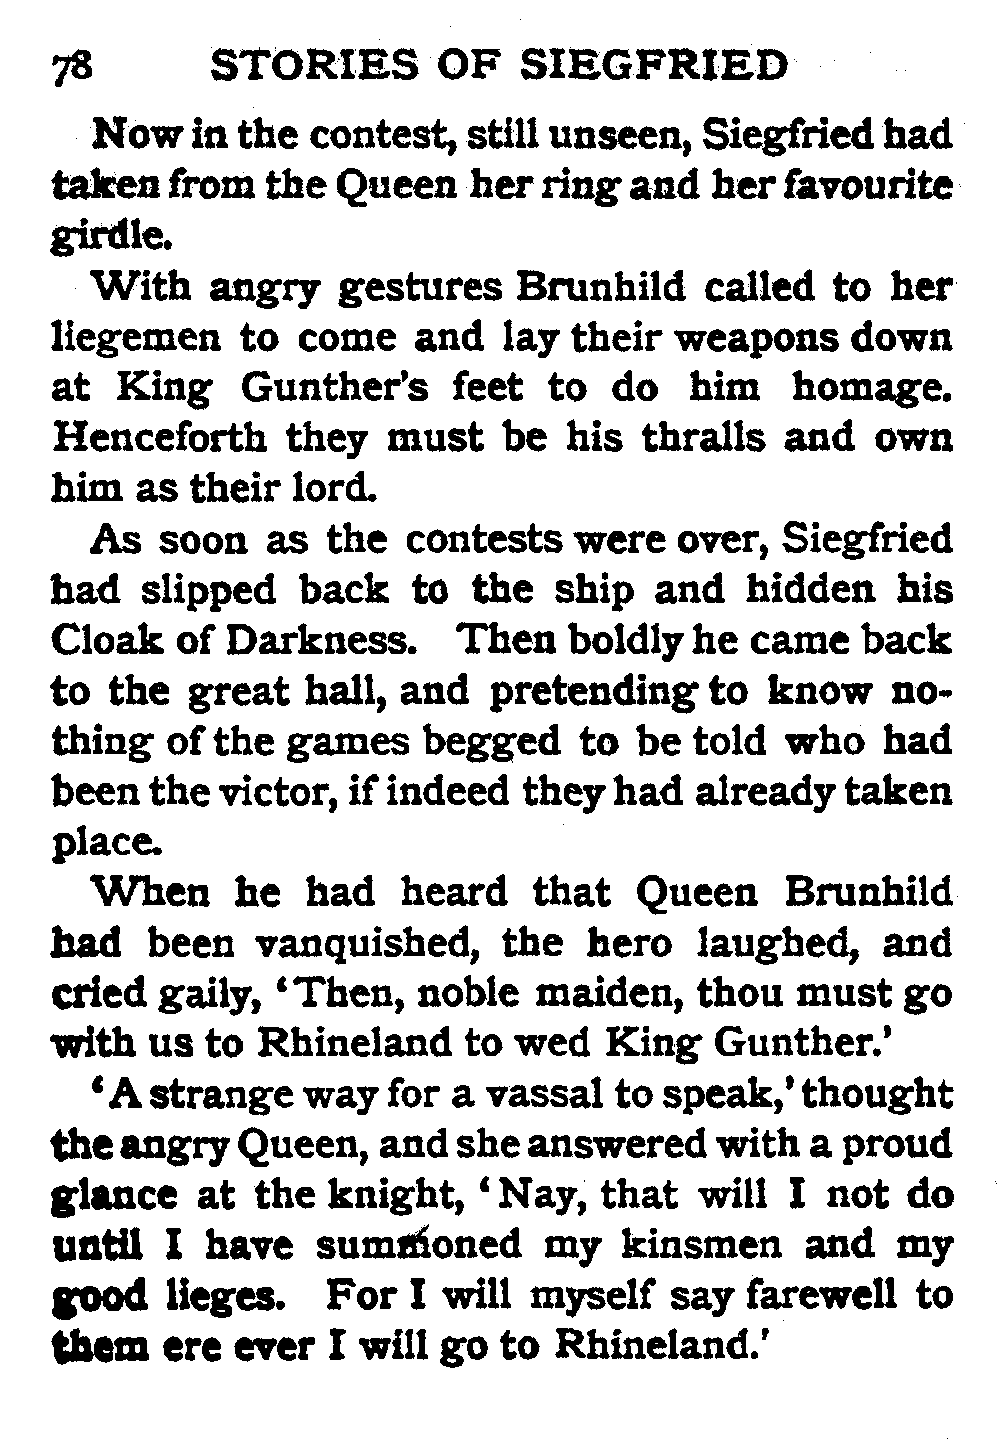 78 STORIES OF SIEGFRIED
Now in the contest, still unseen, Siegfried had
taken from the Queen her ring and her favourite
girdle.
With angry gestures Brunhild called to her
liegemen to come and lay their weapons down
at King Gunther's feet to do him homage.
Henceforth they must be his thralls and own
him as their lord.
As soon as the contests were over, Siegfried
had slipped back to the ship and hidden his
Cloak of Darkness. Then boldly he came back
to the great hall, and pretending to know no-
thing of the games begged to be told who had
been the victor, if indeed they had already taken
place.
When he had heard that Queen Brunhild
had been vanquished, the hero laughed, and
cried gaily, ‘Then, noble maiden, thou must go
with us to Rhineland to wed King Gunther.’
‘A strange way for a vassal to speak,’ thought
the angry Queen, and she answered with a proud
glance at the knight, ‘Nay, that will I not do
until I have summoned my kinsmen and my
good lieges. For I will myself say farewell to
them ere ever I will go to Rhineland.’